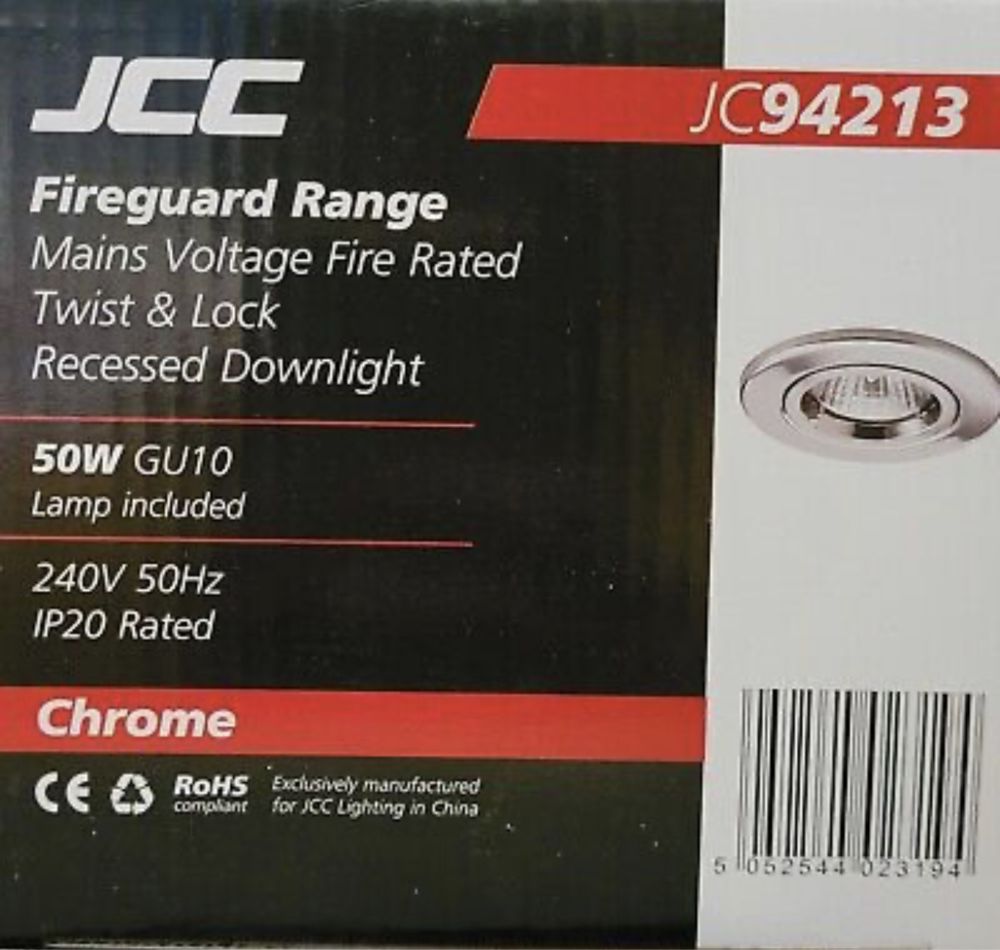 JCC
JC94213
Fireguard Range
Mains Voltage Fire Rated
Twist & Lock
Recessed Downlight
50W GU10
Lamp included
240V 50Hz
IP20 Rated
Chrome
CE
RoHS
compliant
Exclusively manufactured
for JCC Lighting in China
5 052544 023194